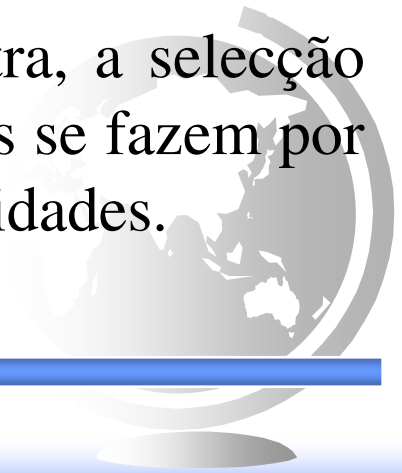 tra, a selecção
s se fazem por
idades.